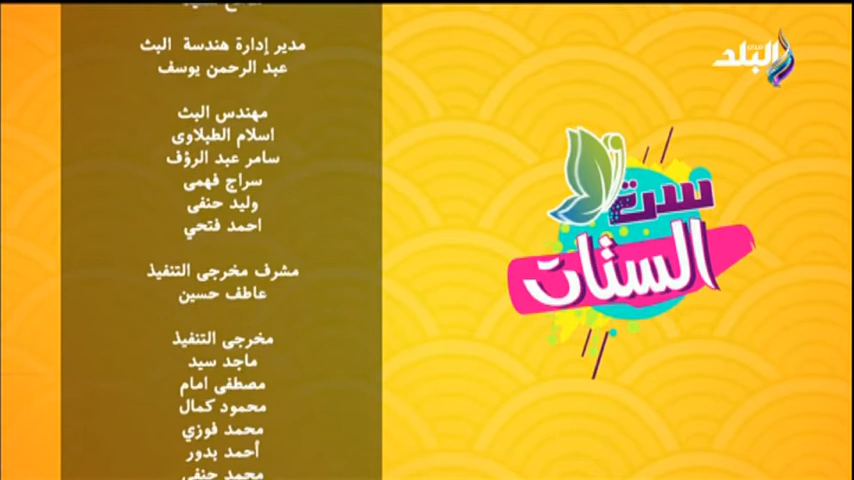 مدير إدارة هندسة البث
عبد الرحمن يوسف
مهندس البث
اسلام الطبلاوى
سامر عبد الرؤف
سراج فهمى
وليد حنفى
احمد فتحي
مشرف مخرجى التنفيذ
عاطف حسين
مخرجى التنفيذ
ماجد سيد
مصطفى امام
محمود كمال
محمد فوزي
أحمد بدور
محمد حنفى
صدى البلد
ست
الستات